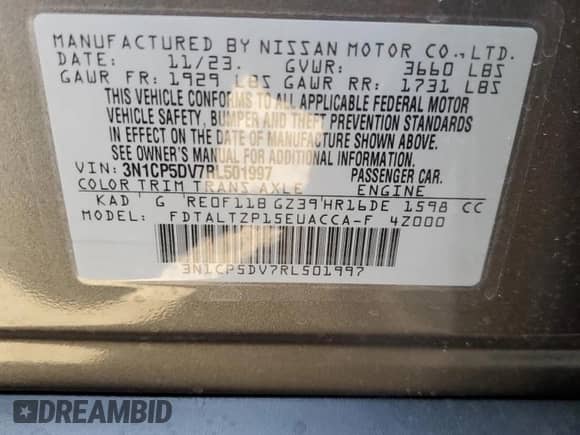 MANUFACTURED BY NISSAN MOTOR CO., LTD.
DATE: 11/23. GVWR: 3660 LBS
GAWR FR: 1929 LBS GAWR RR: 1731 LBS
THIS VEHICLE CONFORMS TO ALL APPLICABLE FEDERAL MOTOR
VEHICLE SAFETY, BUMPER AND THEFT PREVENTION STANDARDS
IN EFFECT ON THE DATE OF MANUFACTURE SHOWN ABOVE.
SEE OWNER'S MANUAL FOR ADDITIONAL INFORMATION
VIN: 3N1CP5DV7RL501997 PASSENGER CAR.
COLOR TRIM TRANS AXLE ENGINE
KAD G RE0F11B GZ39 HR16DE 1598 CC
MODEL: FDTALTZP15EUACCA-F 4Z000
3N1CP5DV7RL501997
DREAMBID